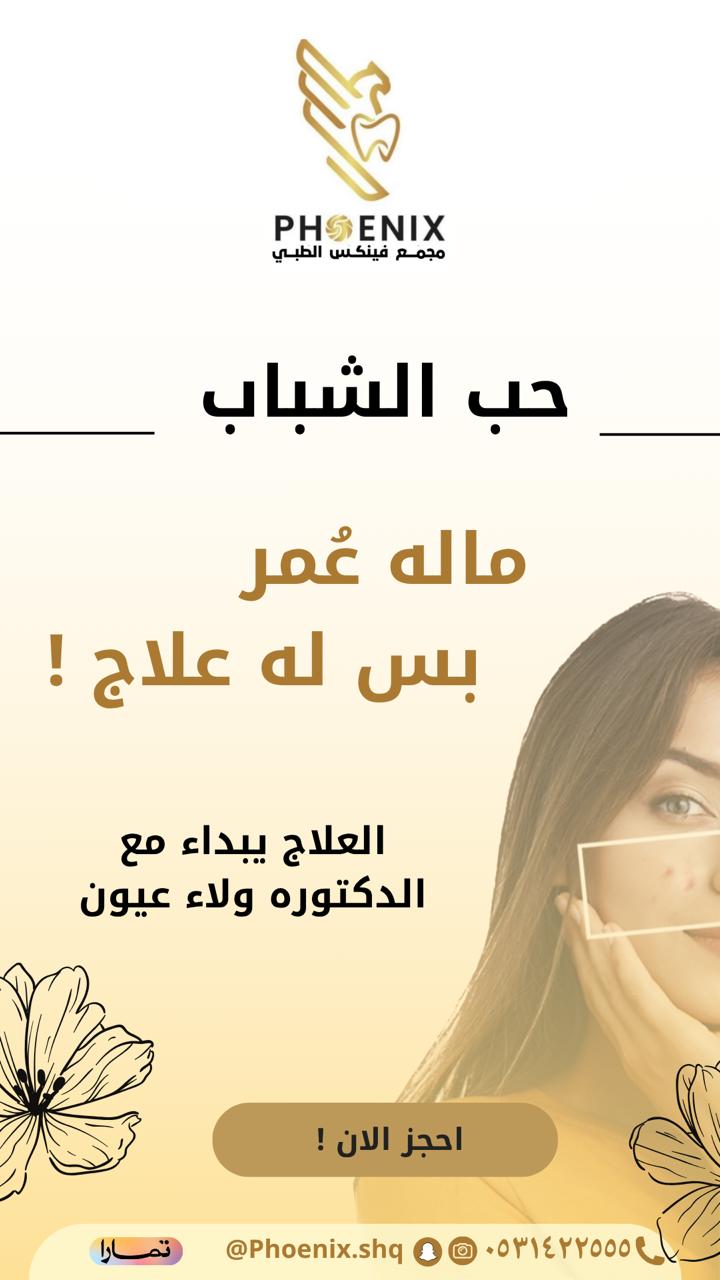 PHOENIX
مجمع فينكس الطبي
حب الشباب
ماله عُمر
بس له علاج !
العلاج يبداء مع
الدكتوره ولاء عيون
احجز الان !
٠٥٣١٤٢٢٥٥٥ @Phoenix.shq تمارا